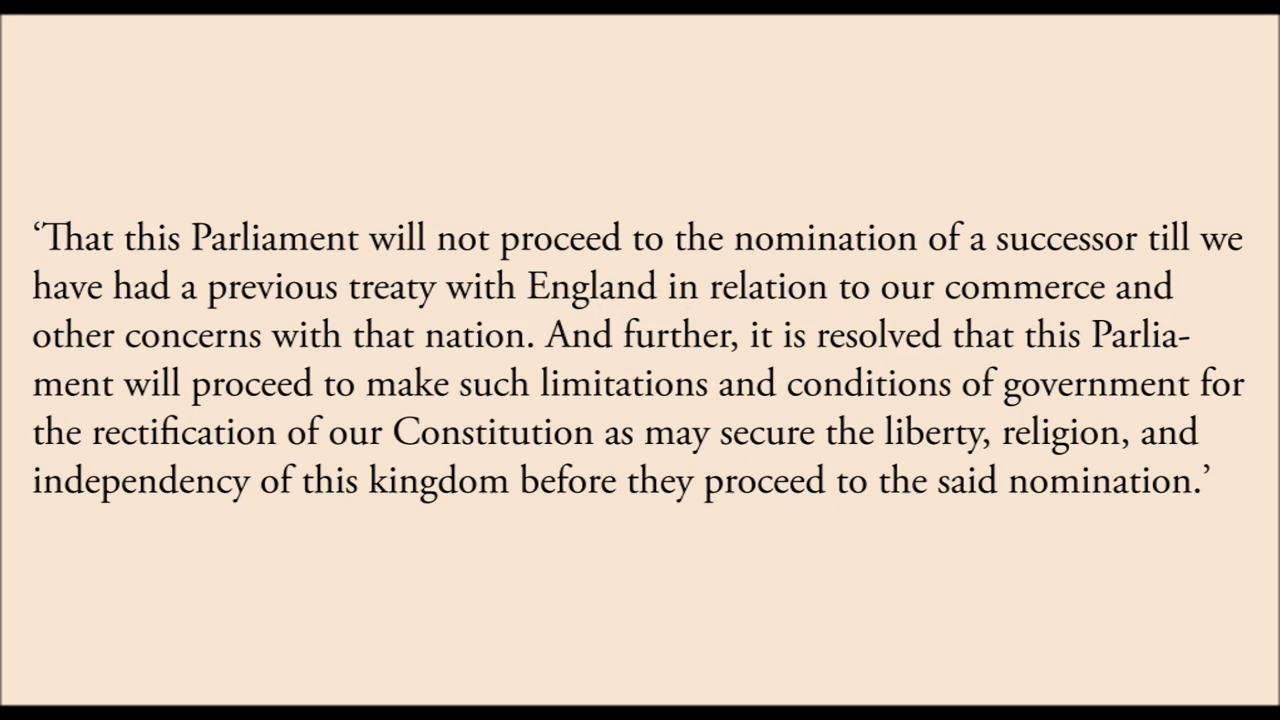 ‘That this Parliament will not proceed to the nomination of a successor till we
have had a previous treaty with England in relation to our commerce and
other concerns with that nation. And further, it is resolved that this Parlia-
ment will proceed to make such limitations and conditions of government for
the rectification of our Constitution as may secure the liberty, religion, and
independency of this kingdom before they proceed to the said nomination.’